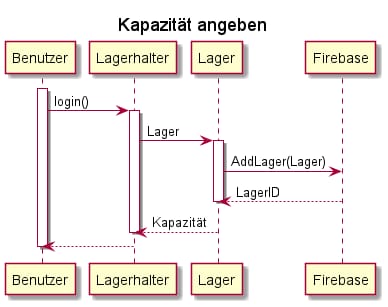 Kapazität angeben
Benutzer Lagerhalter Lager Firebase
login()
Lager
AddLager(Lager)
LagerID
Kapazität
Benutzer Lagerhalter Lager Firebase